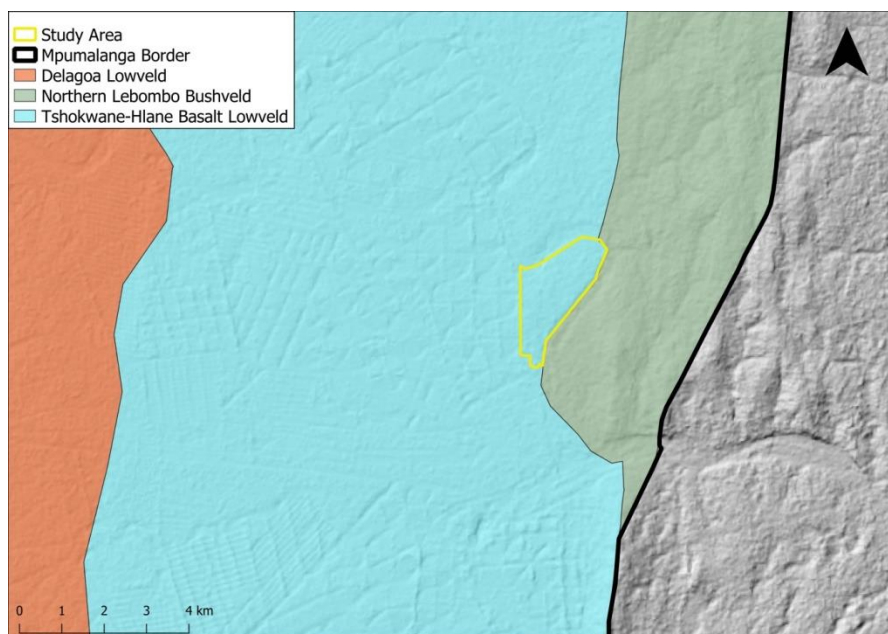 Study Area
Mpumalanga Border
Delagoa Lowveld
Northern Lebombo Bushveld
Tshokwane-Hlane Basalt Lowveld
0 1 2 3 4 km